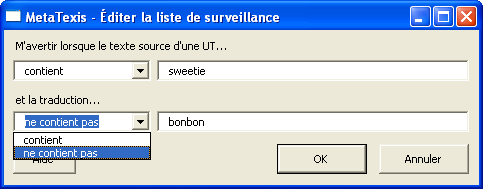 MetaTexis - Éditer la liste de surveillance
M'avertir lorsque le texte source d'une UT...
contient sweetie
et la traduction...
ne contient pas bonbon
contient
ne contient pas
OK Annuler